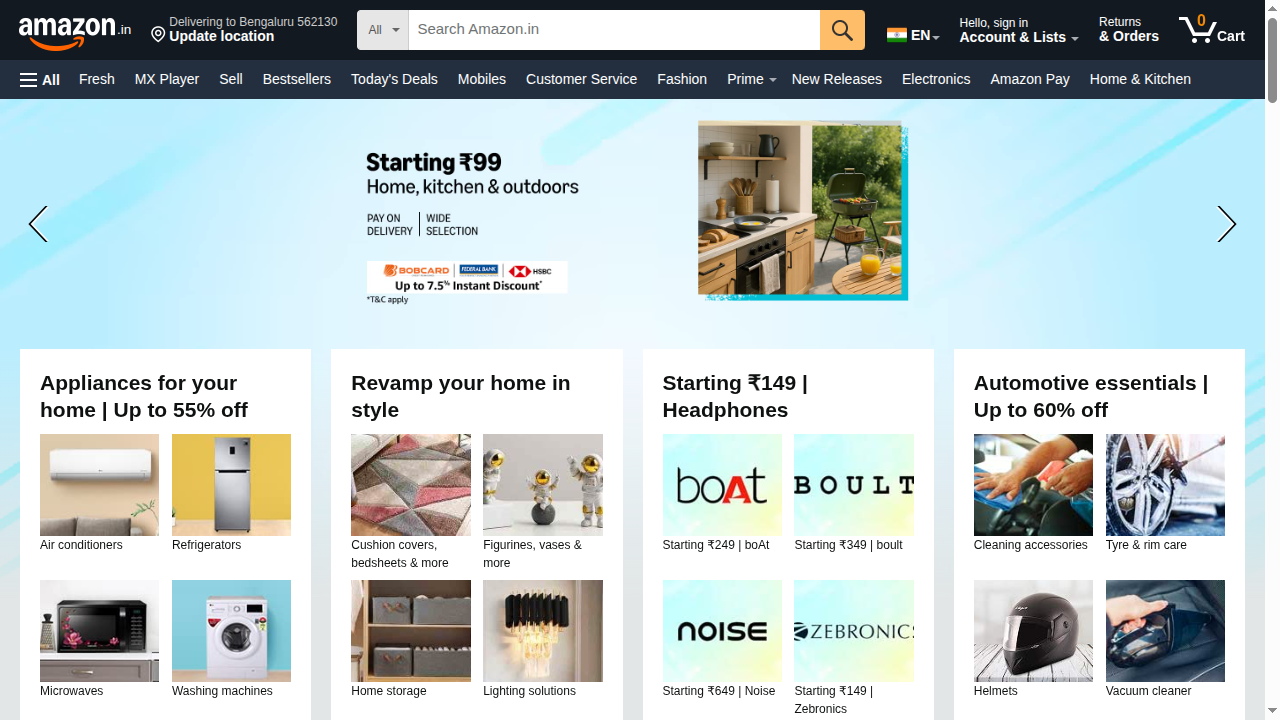 amazon.in
Delivering to Bengaluru 562130
Update location
All
Search Amazon.in
EN
Hello, sign in
Account & Lists
Returns
& Orders
0
Cart
All
Fresh
MX Player
Sell
Bestsellers
Today's Deals
Mobiles
Customer Service
Fashion
Prime
New Releases
Electronics
Amazon Pay
Home & Kitchen
Starting ₹99
Home, kitchen & outdoors
PAY ON
DELIVERY
WIDE
SELECTION
BOBCARD
FEDERAL BANK
HSBC
Up to 7.5% Instant Discount*
*T&C apply
Appliances for your
home | Up to 55% off
Air conditioners
Refrigerators
Microwaves
Washing machines
Revamp your home in
style
Cushion covers,
bedsheets & more
Figurines, vases &
more
Home storage
Lighting solutions
Starting ₹149 |
Headphones
boAt
BOULT
Starting ₹249 | boAt
Starting ₹349 | boult
NOISE
ZEBRONICS
Starting ₹649 | Noise
Starting ₹149 |
Zebronics
Automotive essentials |
Up to 60% off
Cleaning accessories
Tyre & rim care
Helmets
Vacuum cleaner